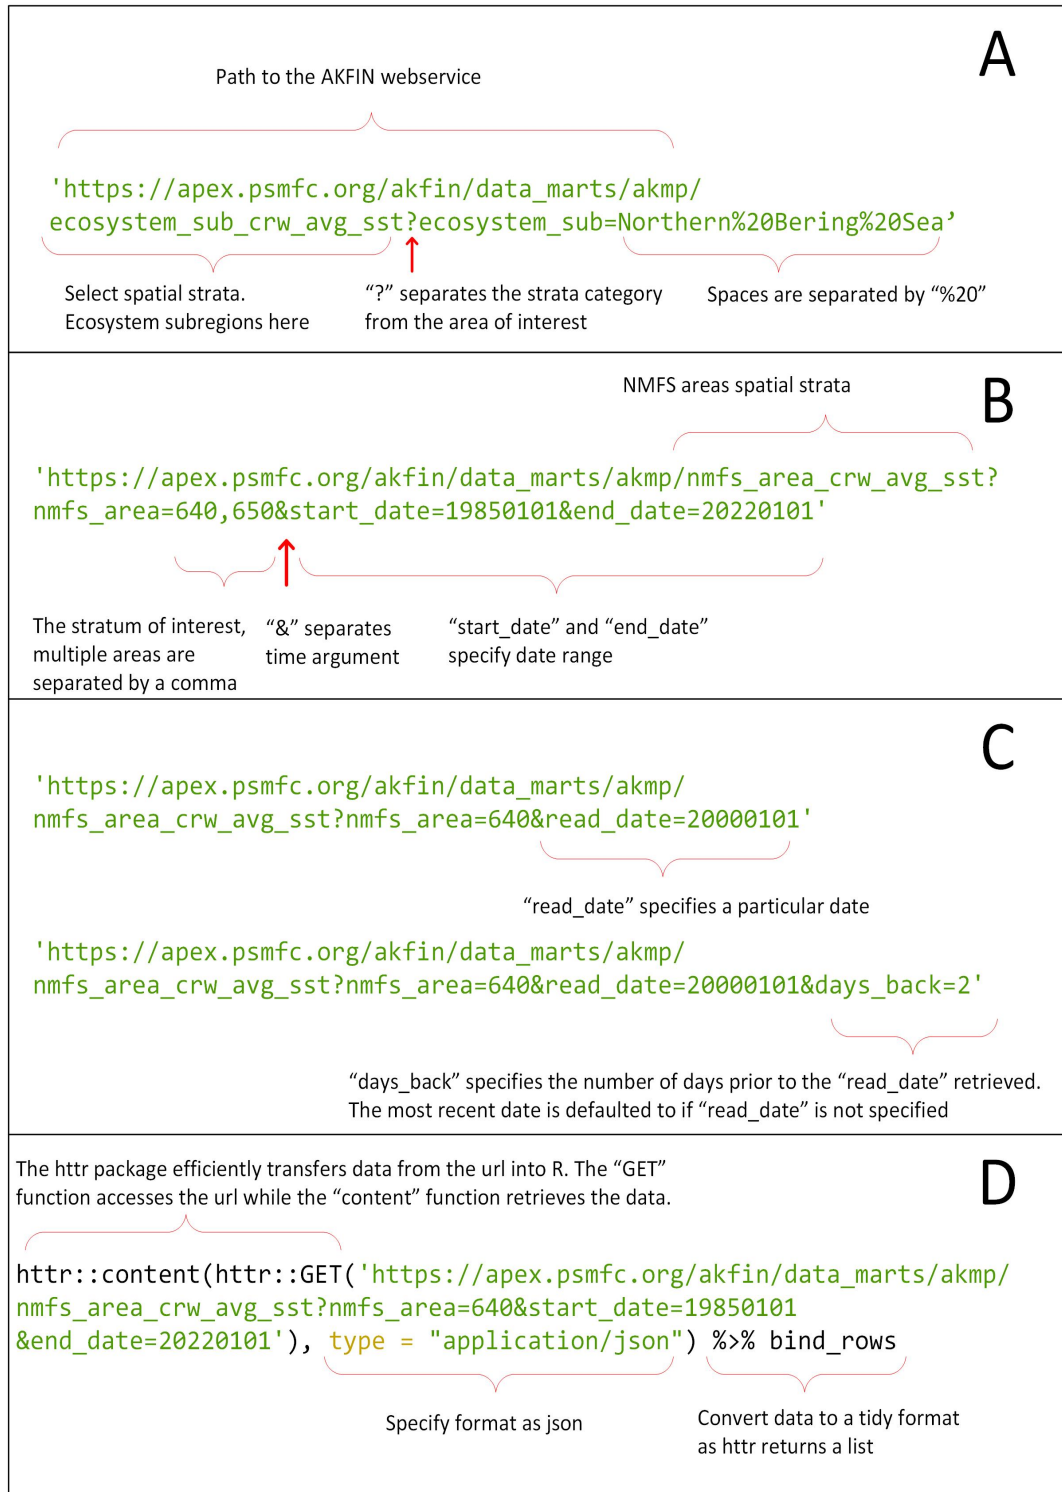 A
Path to the AKFIN webservice
'https://apex.psmfc.org/akfin/data_marts/akmp/
ecosystem_sub_crw_avg_sst?ecosystem_sub=Northern%20Bering%20Sea’
Select spatial strata.
Ecosystem subregions here
“?” separates the strata category
from the area of interest
Spaces are separated by “%20”
B
NMFS areas spatial strata
'https://apex.psmfc.org/akfin/data_marts/akmp/nmfs_area_crw_avg_sst?
nmfs_area=640,650&start_date=19850101&end_date=20220101'
The stratum of interest,
multiple areas are
separated by a comma
“&” separates
time argument
“start_date” and “end_date”
specify date range
C
'https://apex.psmfc.org/akfin/data_marts/akmp/
nmfs_area_crw_avg_sst?nmfs_area=640&read_date=20000101'
“read_date” specifies a particular date
'https://apex.psmfc.org/akfin/data_marts/akmp/
nmfs_area_crw_avg_sst?nmfs_area=640&read_date=20000101&days_back=2'
“days_back” specifies the number of days prior to the “read_date” retrieved.
The most recent date is defaulted to if “read_date” is not specified
D
The httr package efficiently transfers data from the url into R. The “GET”
function accesses the url while the “content” function retrieves the data.
httr::content(httr::GET('https://apex.psmfc.org/akfin/data_marts/akmp/
nmfs_area_crw_avg_sst?nmfs_area=640&start_date=19850101
&end_date=20220101'), type = "application/json") %>% bind_rows
Specify format as json
Convert data to a tidy format
as httr returns a list